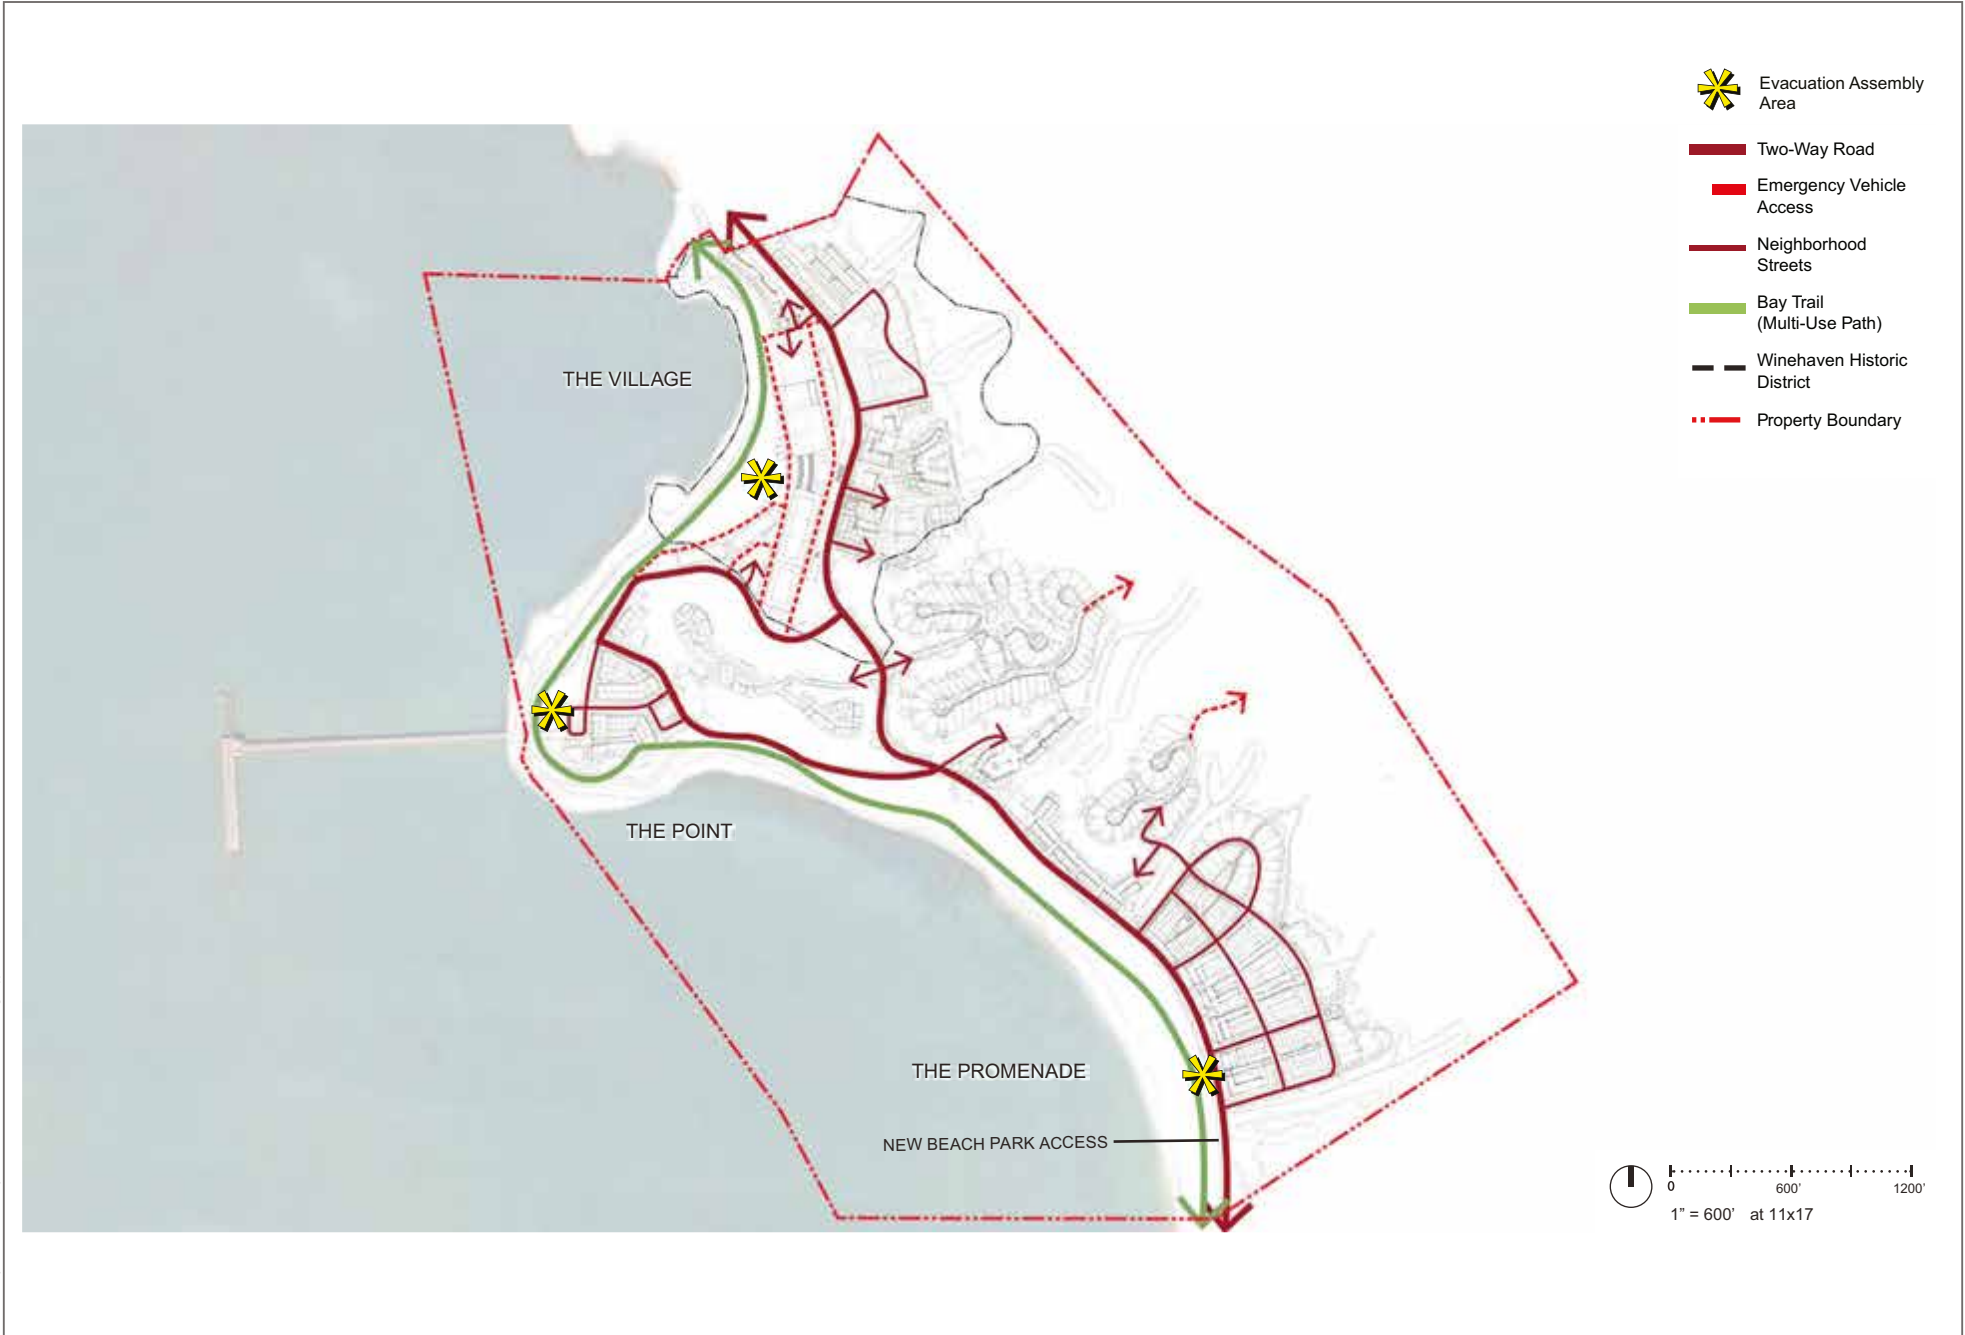 Evacuation Assembly
Area
Two-Way Road
Emergency Vehicle
Access
Neighborhood
Streets
Bay Trail
(Multi-Use Path)
Winehaven Historic
District
Property Boundary
THE VILLAGE
THE POINT
THE PROMENADE
NEW BEACH PARK ACCESS
0 600' 1200'
1” = 600’ at 11x17